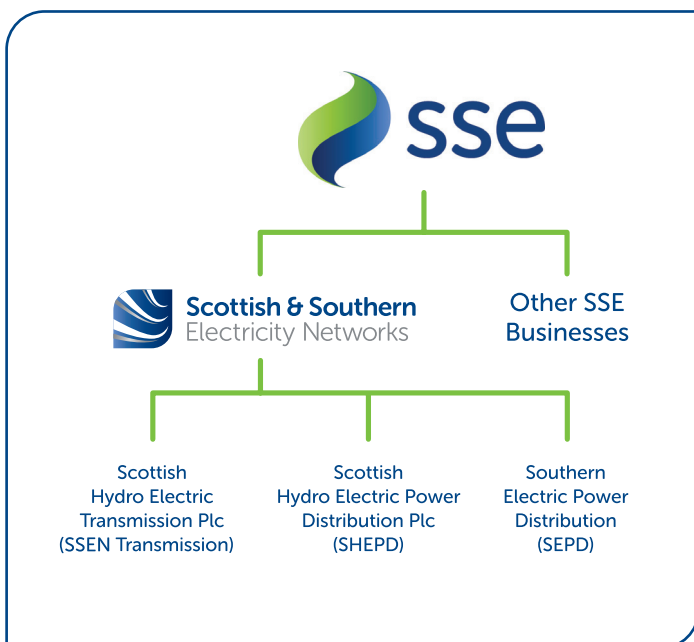 sse
Scottish & Southern
Electricity Networks
Other SSE
Businesses
Scottish
Hydro Electric
Transmission Plc
(SSEN Transmission)
Scottish
Hydro Electric Power
Distribution Plc
(SHEPD)
Southern
Electric Power
Distribution
(SEPD)